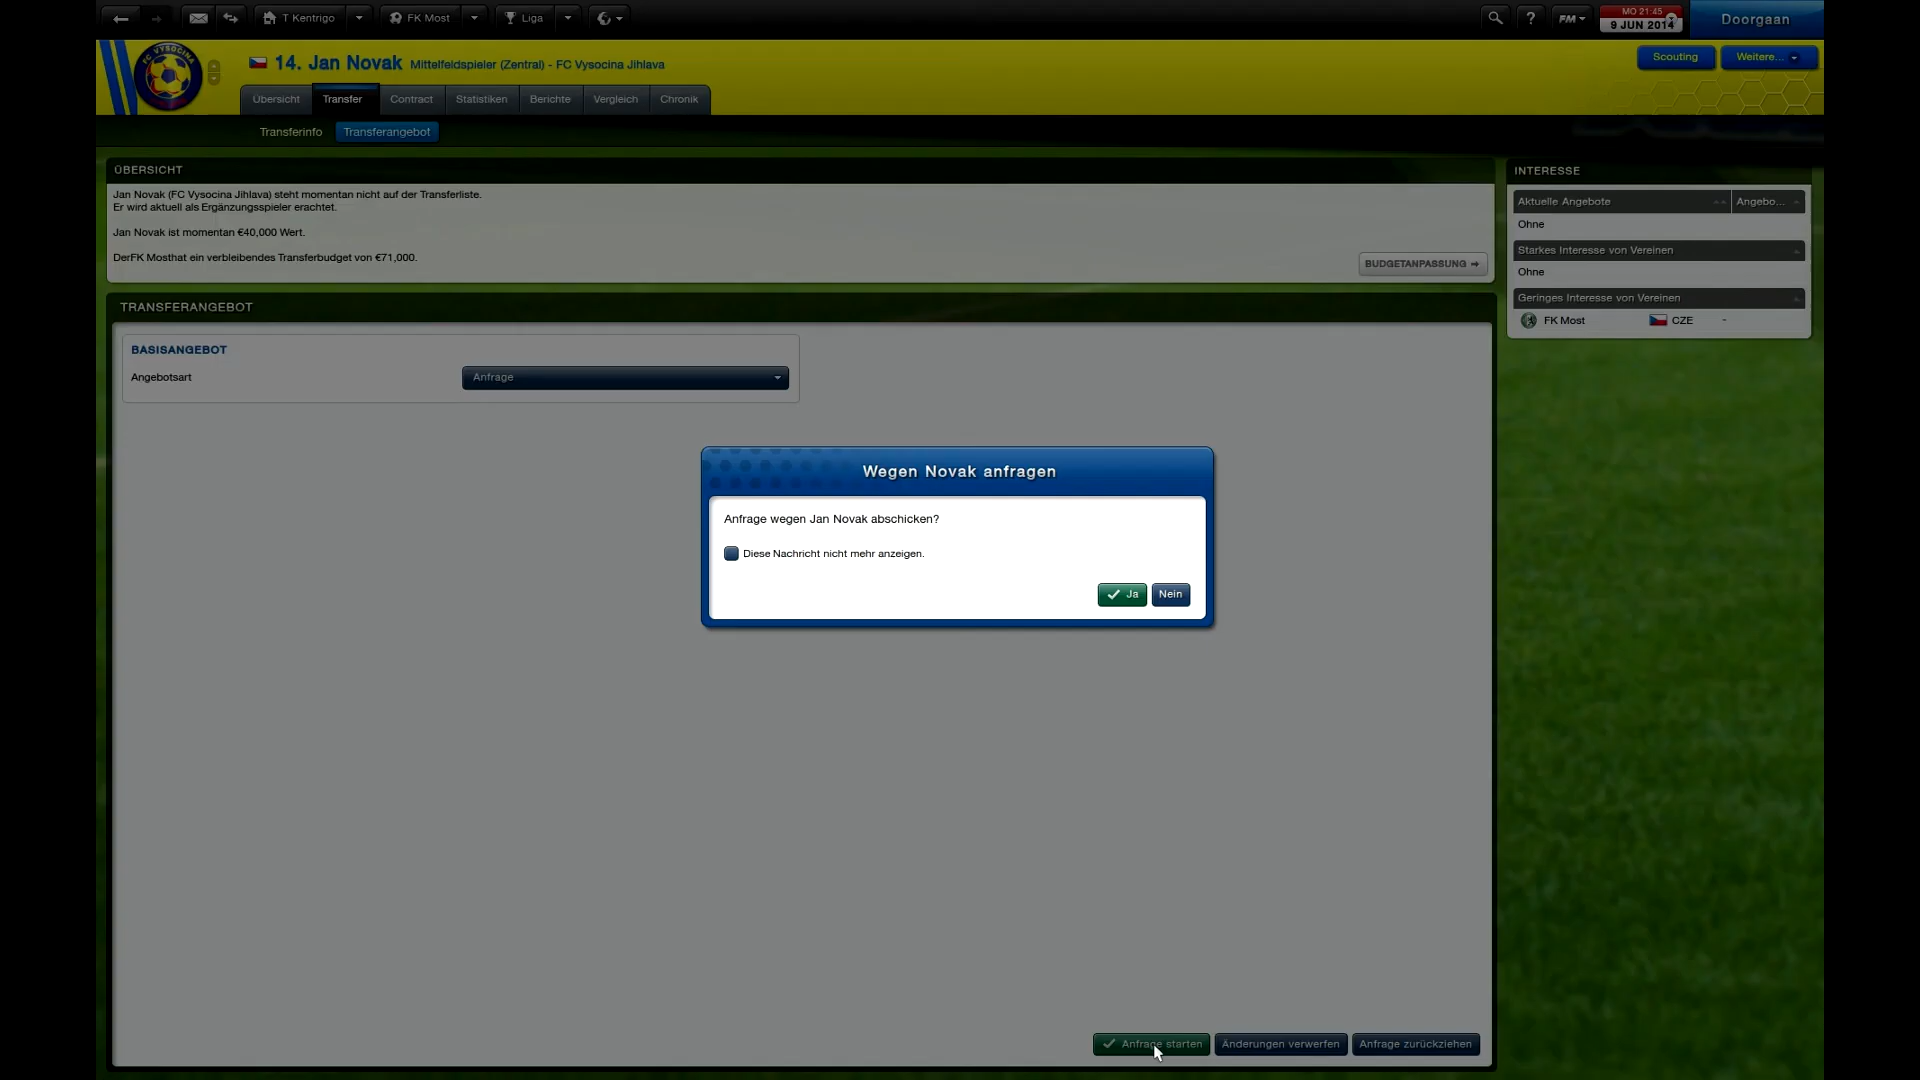 T Kentrigo
FK Most
Liga
?
FM
MO 21:45
9 JUN 2014
Doorgaan
FC VYSOCINA
14. Jan Novak Mittelfeldspieler (Zentral) - FC Vysocina Jihlava
Scouting
Weitere...
Übersicht
Transfer
Contract
Statistiken
Berichte
Vergleich
Chronik
Transferinfo
Transferangebot
ÜBERSICHT
Jan Novak (FC Vysocina Jihlava) steht momentan nicht auf der Transferliste.
Er wird aktuell als Ergänzungsspieler erachtet.
Jan Novak ist momentan €40,000 Wert.
DerFK Mosthat ein verbleibendes Transferbudget von €71,000.
BUDGETANPASSUNG
INTERESSE
Aktuelle Angebote
Angebo...
Ohne
Starkes Interesse von Vereinen
Ohne
Geringes Interesse von Vereinen
FK Most CZE -
TRANSFERANGEBOT
BASISANGEBOT
Angebotsart
Anfrage
Wegen Novak anfragen
Anfrage wegen Jan Novak abschicken?
Diese Nachricht nicht mehr anzeigen.
Ja
Nein
Anfrage starten
Änderungen verwerfen
Anfrage zurückziehen